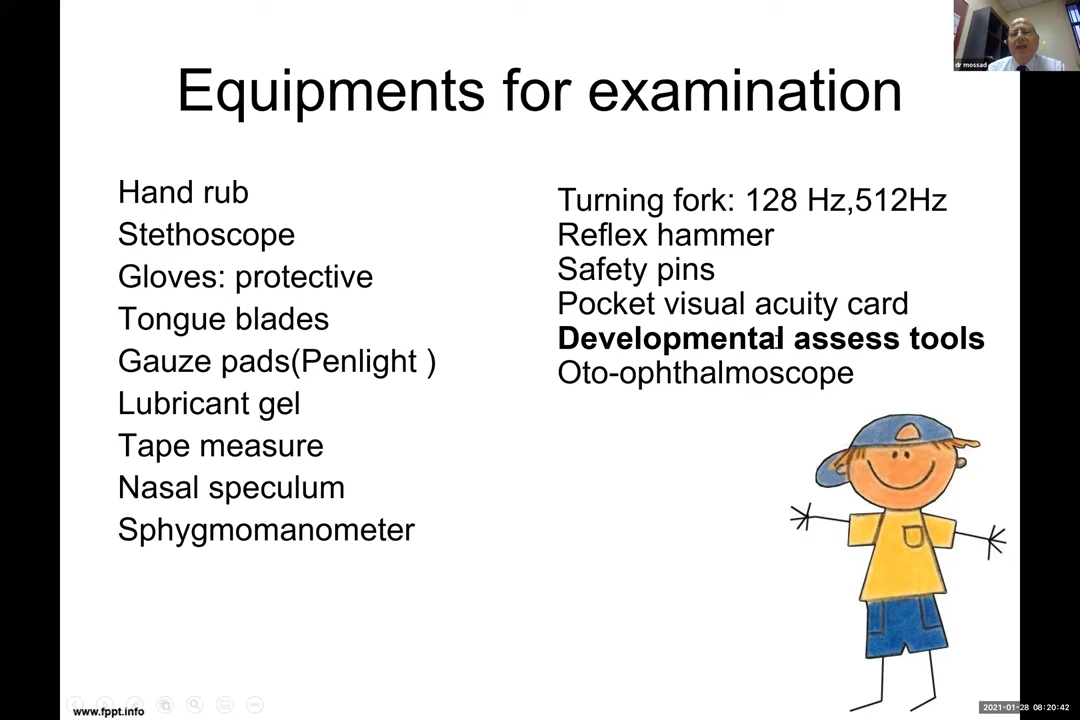 dr mossad
Equipments for examination
Hand rub
Stethoscope
Gloves: protective
Tongue blades
Gauze pads(Penlight )
Lubricant gel
Tape measure
Nasal speculum
Sphygmomanometer
Turning fork: 128 Hz,512Hz
Reflex hammer
Safety pins
Pocket visual acuity card
Developmental assess tools
Oto-ophthalmoscope
www.fppt.info
2021-01-28 08:20:42